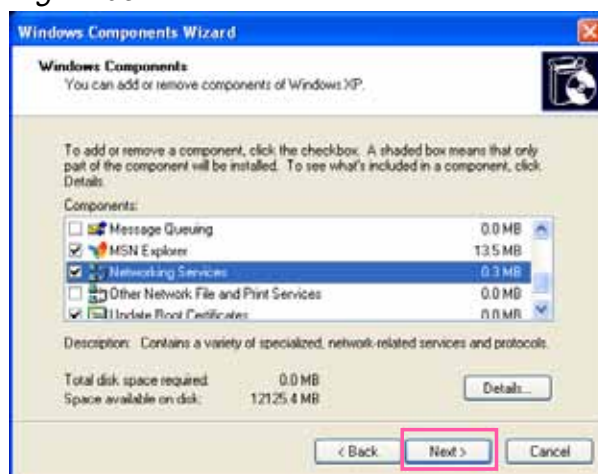 Windows Components Wizard
Windows Components
You can add or remove components of Windows XP.
To add or remove a component, click the checkbox. A shaded box means that only
part of the component will be installed. To see what's included in a component, click
Details.
Components:
Message Queuing 0.0 MB
MSN Explorer 13.5 MB
Networking Services 0.3 MB
Other Network File and Print Services 0.0 MB
Update Root Certificates 0.0 MB
Description: Contains a variety of specialized, network-related services and protocols.
Total disk space required: 0.0 MB
Space available on disk: 12125.4 MB
Details...
< Back Next > Cancel